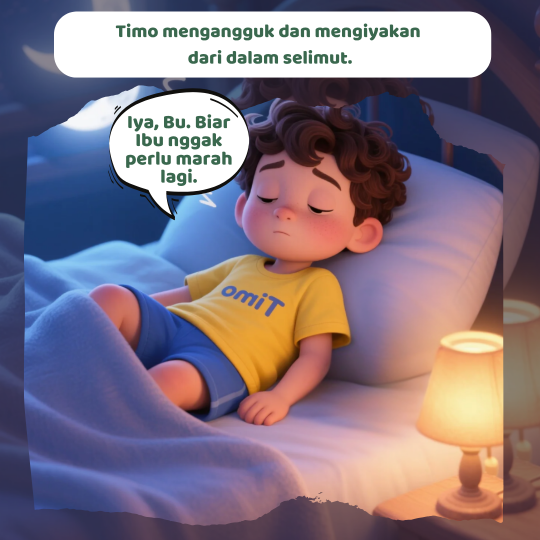 Timo mengangguk dan mengiyakan
dari dalam selimut.
Iya, Bu. Biar
Ibu nggak
perlu marah
lagi.
Timo